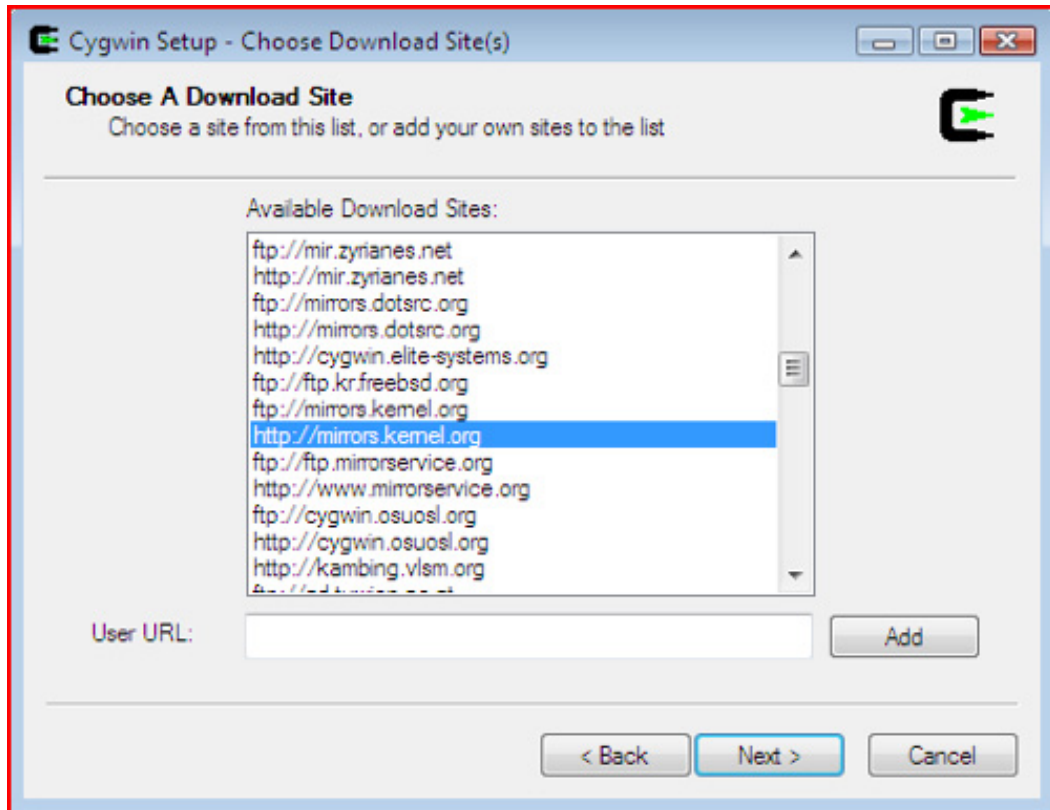 Cygwin Setup - Choose Download Site(s)
Choose A Download Site
Choose a site from this list, or add your own sites to the list
Available Download Sites:
ftp://mir.zyrianes.net
http://mir.zyrianes.net
ftp://mirrors.dotsrc.org
http://mirrors.dotsrc.org
http://cygwin.elite-systems.org
ftp://ftp.kr.freebsd.org
ftp://mirrors.kernel.org
http://mirrors.kernel.org
ftp://ftp.mirrorservice.org
http://www.mirrorservice.org
ftp://cygwin.osuosl.org
http://cygwin.osuosl.org
http://kambing.vlsm.org
User URL:
Add
< Back
Next >
Cancel